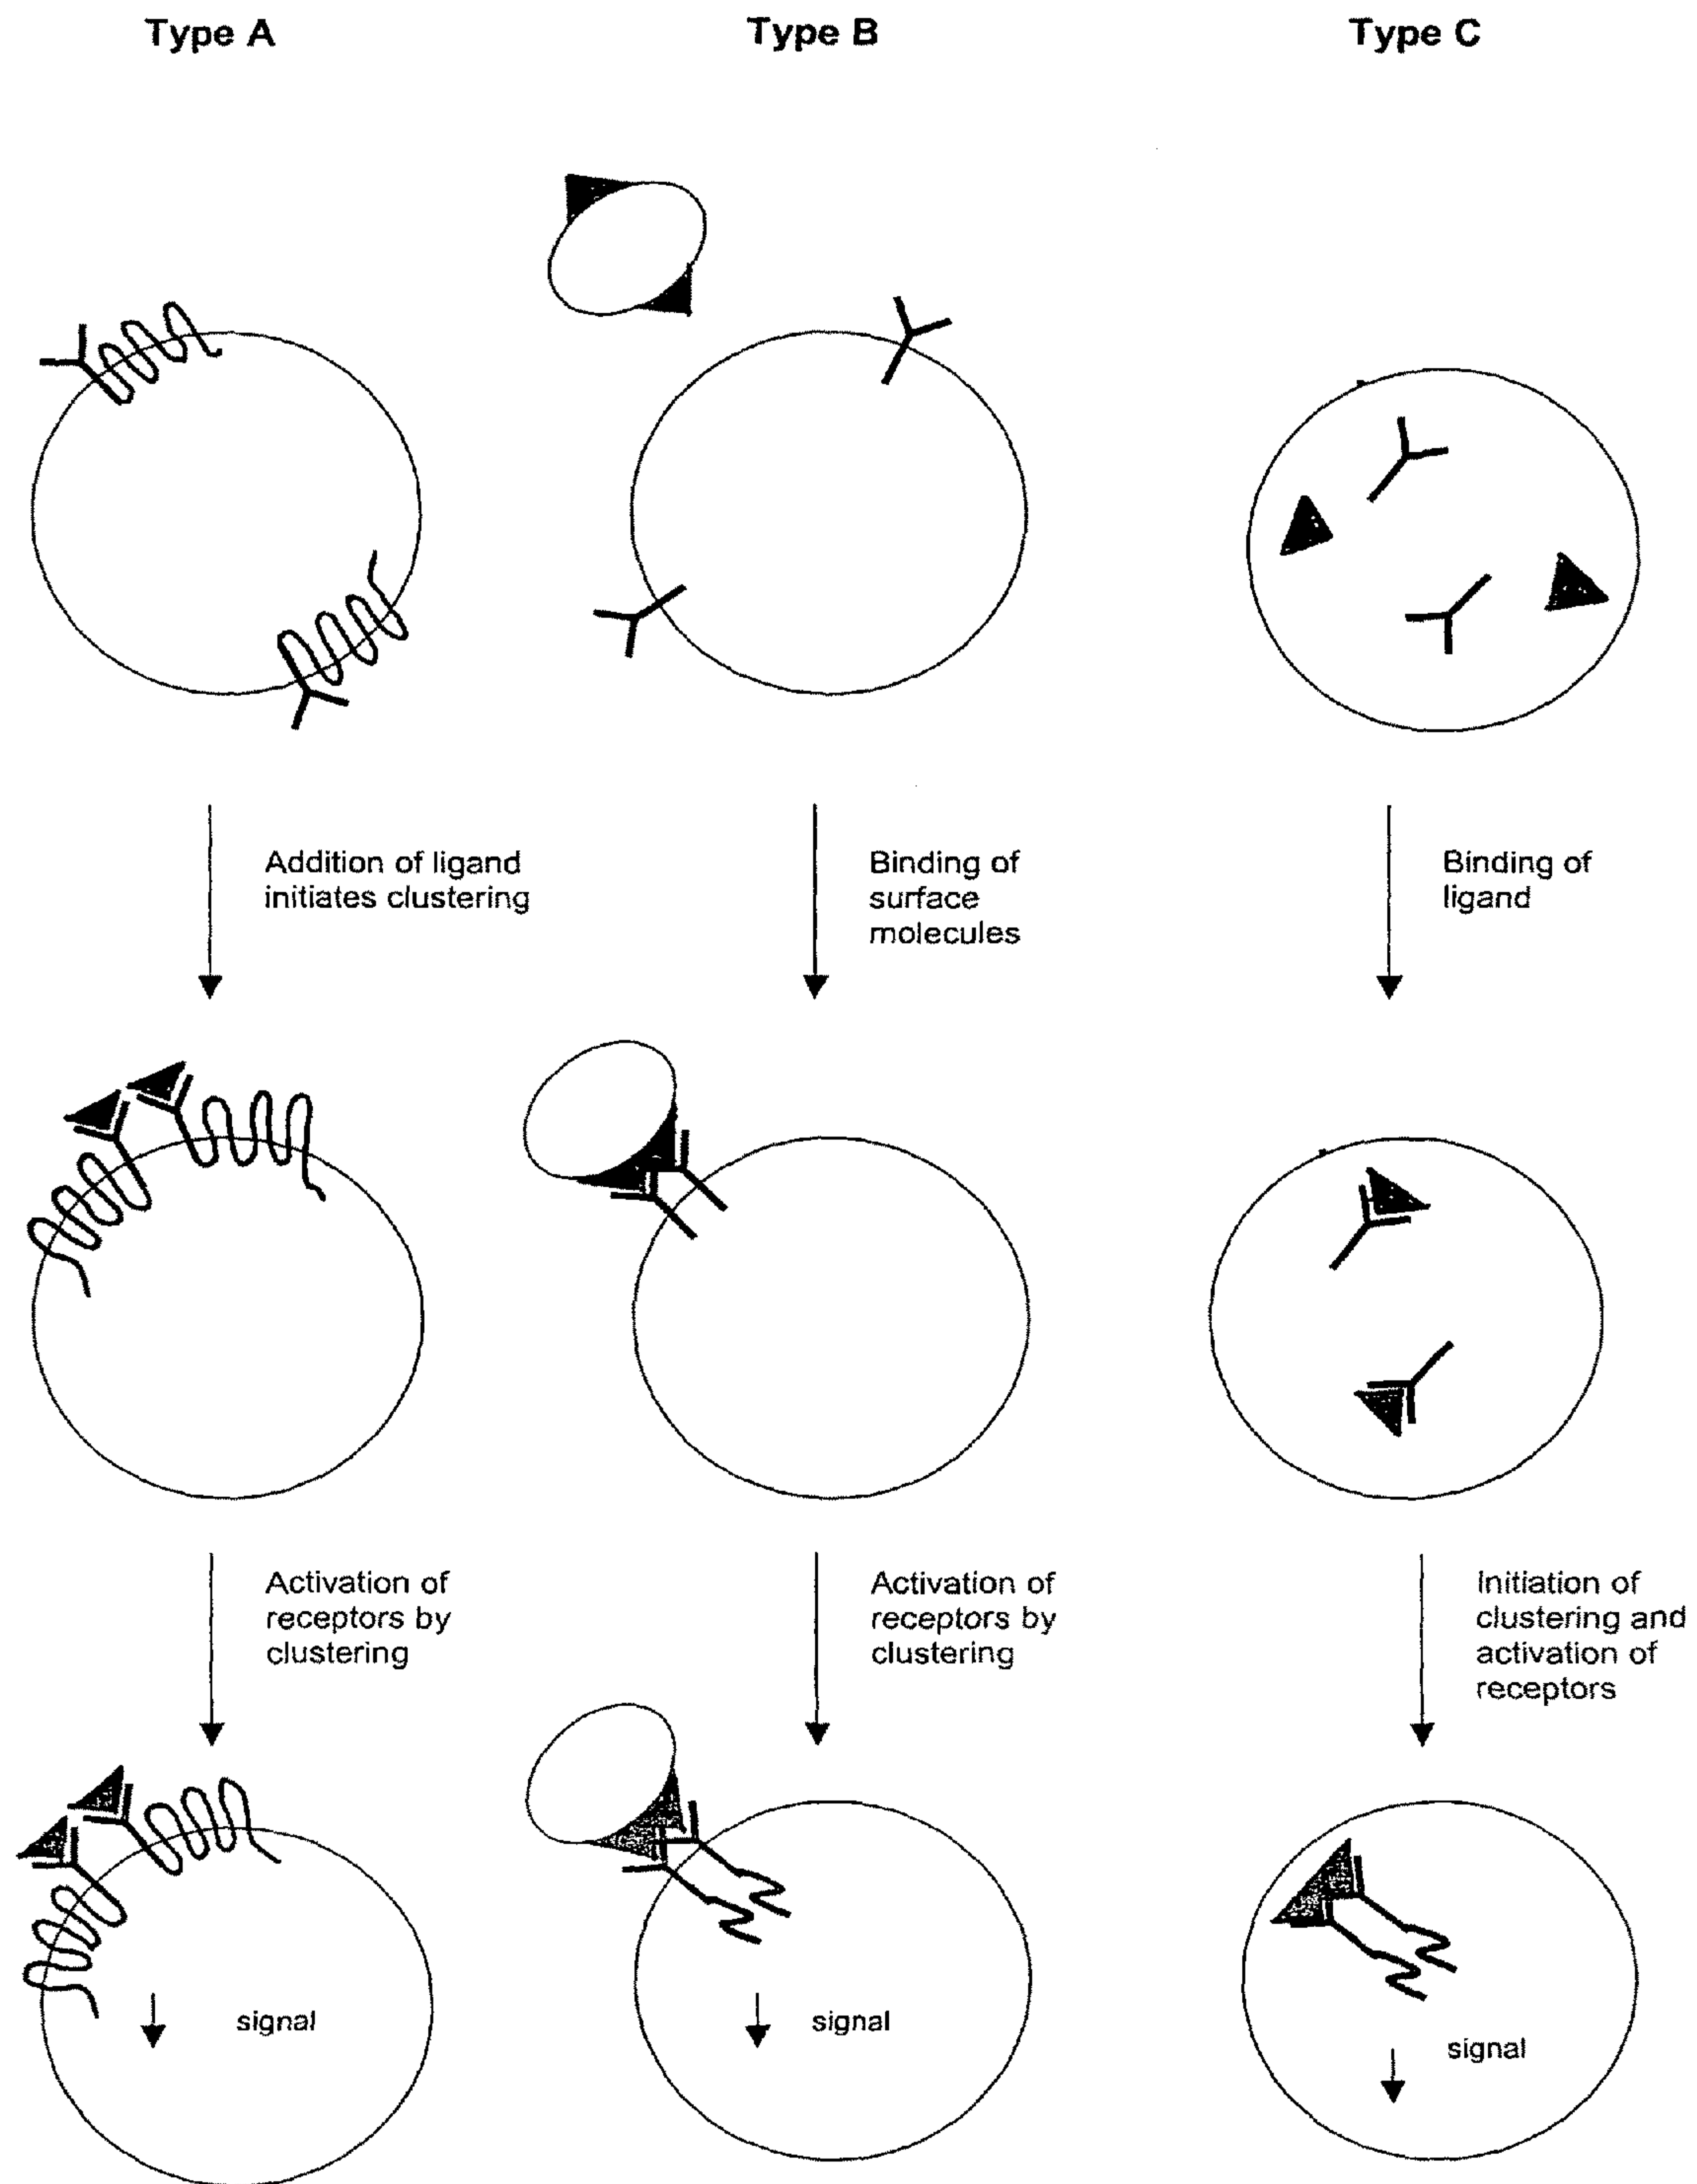 Type A
Type B
Type C
Addition of ligand
initiates clustering
Binding of
surface
molecules
Binding of
ligand
Activation of
receptors by
clustering
Activation of
receptors by
clustering
Initiation of
clustering and
activation of
receptors
signal
signal
signal